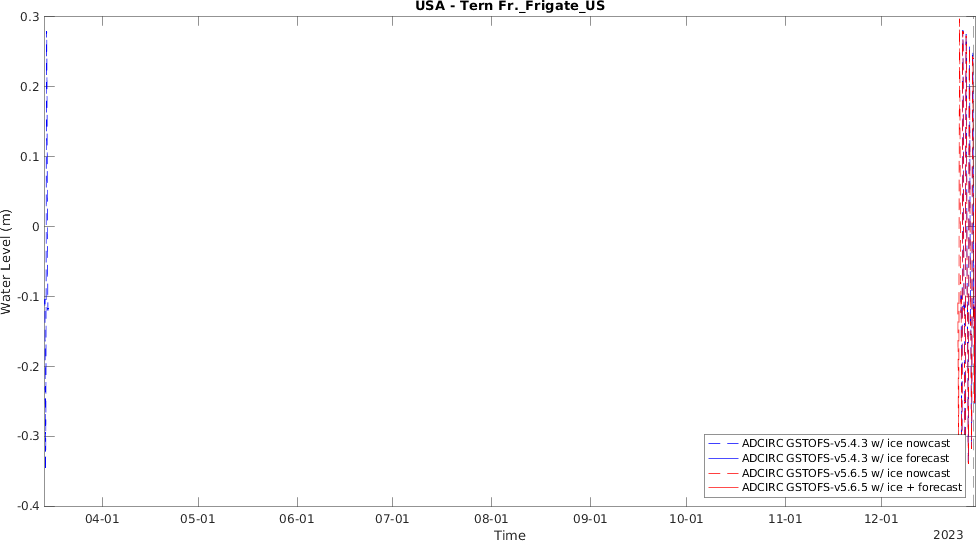 USA - Tern Fr._Frigate_US
0.3
0.2
0.1
0
-0.1
-0.2
-0.3
-0.4
Water Level (m)
04-01 05-01 06-01 07-01 08-01 09-01 10-01 11-01 12-01
Time
2023
ADCIRC GSTOFS-v5.4.3 w/ ice nowcast
ADCIRC GSTOFS-v5.4.3 w/ ice forecast
ADCIRC GSTOFS-v5.6.5 w/ ice nowcast
ADCIRC GSTOFS-v5.6.5 w/ ice + forecast